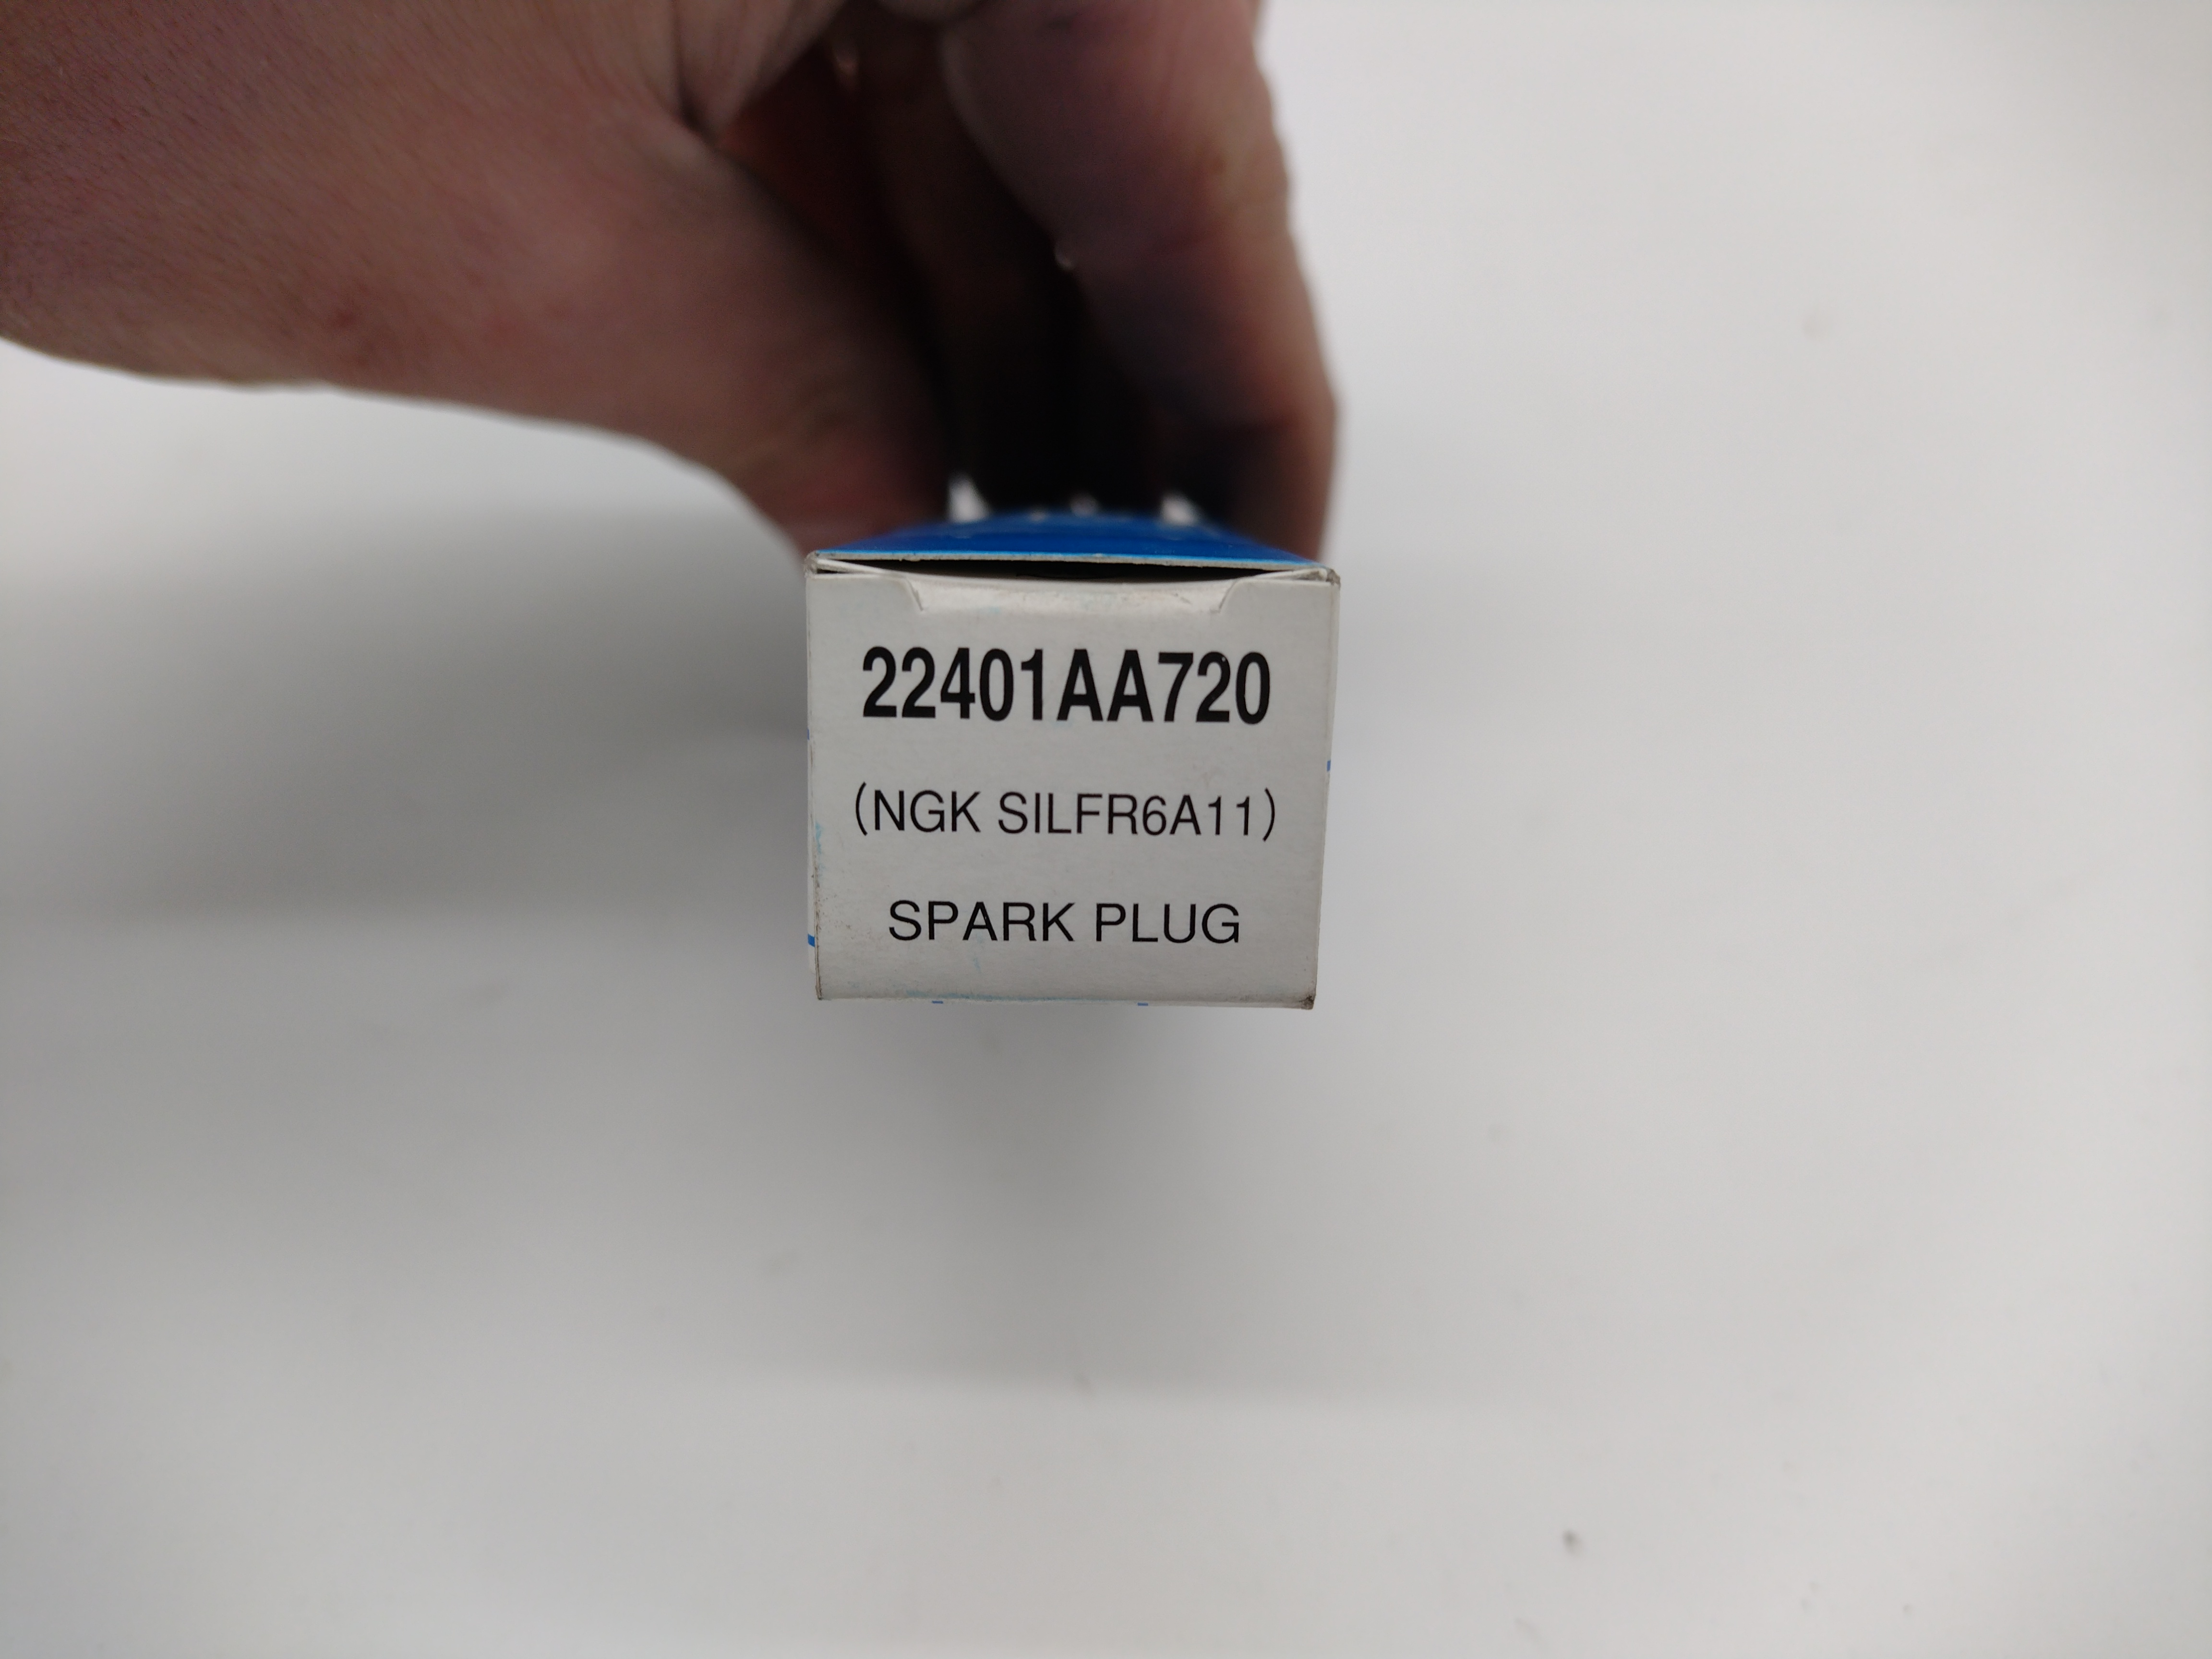 22401AA720
(NGK SILFR6A11)
SPARK PLUG